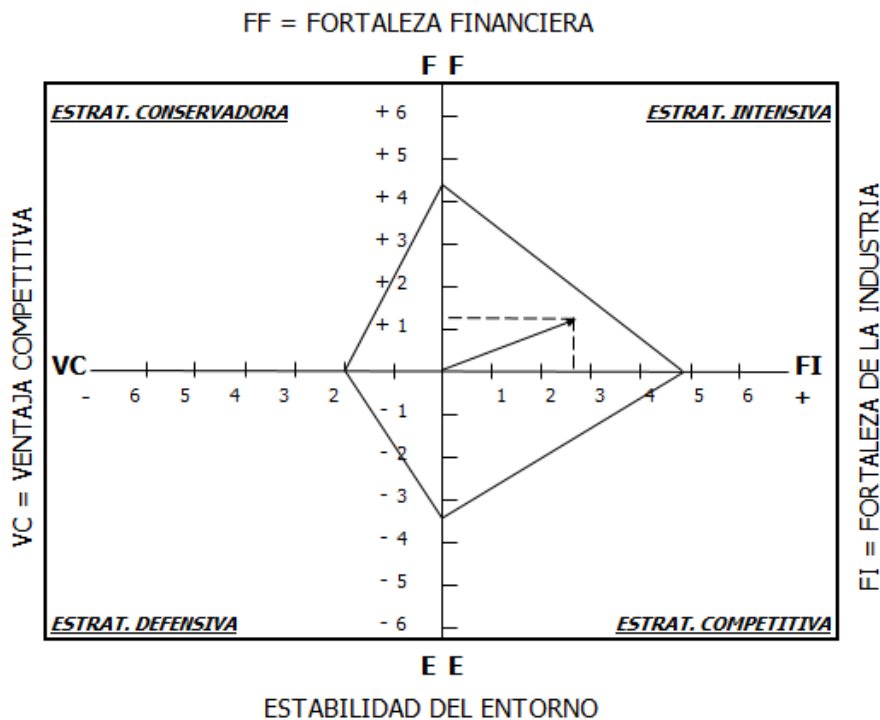 FF = FORTALEZA FINANCIERA
F F
ESTRAT. CONSERVADORA
ESTRAT. INTENSIVA
+ 6
+ 5
+ 4
+ 3
+ 2
+ 1
VC = VENTAJA COMPETITIVA
FI = FORTALEZA DE LA INDUSTRIA
VC
FI
- 6 5 4 3 2 1 2 3 4 5 6 +
- 1
- 2
- 3
- 4
- 5
- 6
ESTRAT. DEFENSIVA
ESTRAT. COMPETITIVA
E E
ESTABILIDAD DEL ENTORNO